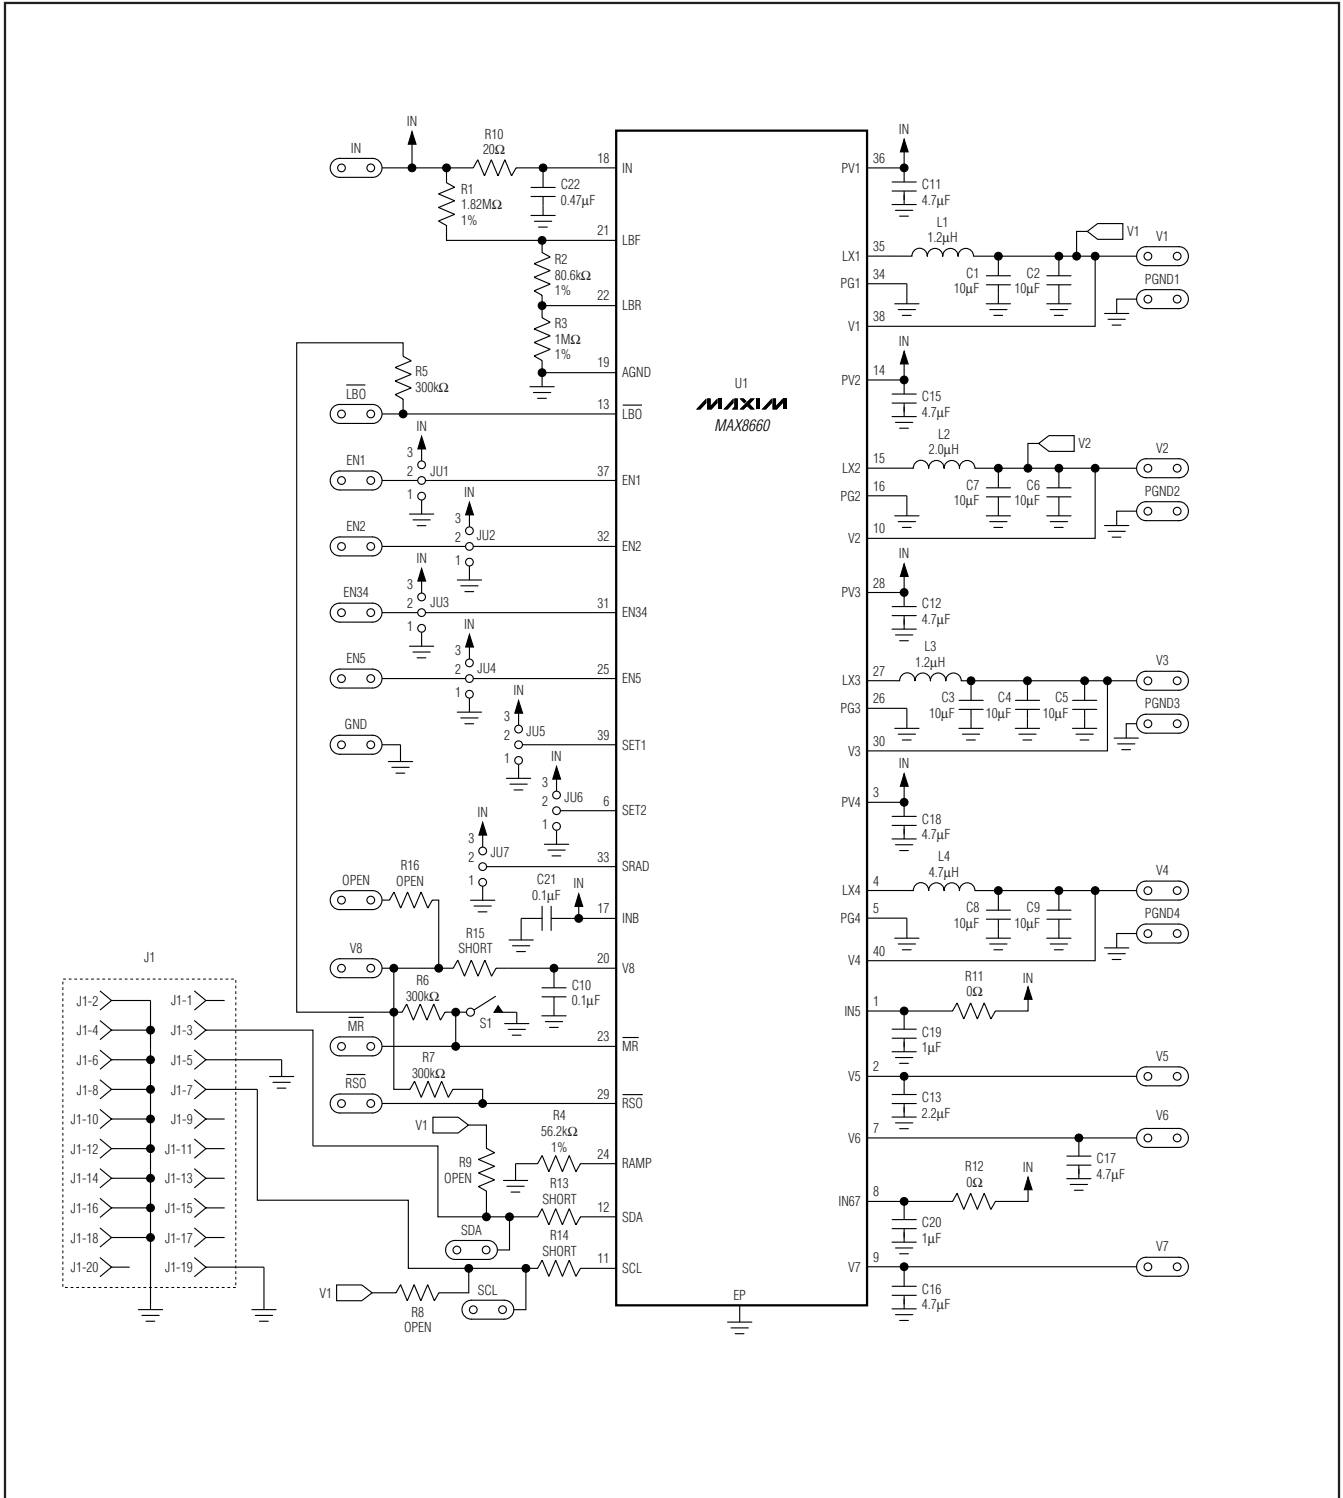 IN
IN
R10
20Ω
18
IN
R1
1.82MΩ
1%
C22
0.47µF
21
LBF
R2
80.6kΩ
1%
22
LBR
R3
1MΩ
1%
19
AGND
R5
300kΩ
LBO
13
LBO
EN1
IN
3
2
1
JU1
37
EN1
EN2
IN
3
2
1
JU2
32
EN2
EN34
IN
3
2
1
JU3
31
EN34
EN5
IN
3
2
1
JU4
25
EN5
GND
IN
3
2
1
JU5
39
SET1
IN
3
2
1
JU6
6
SET2
IN
3
2
1
JU7
33
SRAD
OPEN
R16
OPEN
C21
0.1µF
IN
17
INB
V8
R15
SHORT
20
V8
C10
0.1µF
R6
300kΩ
S1
MR
23
MR
R7
300kΩ
RSO
29
RSO
V1
R9
OPEN
R4
56.2kΩ
1%
24
RAMP
R13
SHORT
12
SDA
SDA
R14
SHORT
11
SCL
SCL
V1
R8
OPEN
J1
J1-2
J1-1
J1-4
J1-3
J1-6
J1-5
J1-8
J1-7
J1-10
J1-9
J1-12
J1-11
J1-14
J1-13
J1-16
J1-15
J1-18
J1-17
J1-20
J1-19
U1
MAXIM
MAX8660
EP
IN
36
PV1
C11
4.7µF
L1
1.2µH
35
LX1
C1
10µF
C2
10µF
V1
V1
34
PG1
PGND1
38
V1
IN
14
PV2
C15
4.7µF
L2
2.0µH
15
LX2
C7
10µF
C6
10µF
V2
V2
16
PG2
PGND2
10
V2
IN
28
PV3
C12
4.7µF
L3
1.2µH
27
LX3
C3
10µF
C4
10µF
C5
10µF
V3
26
PG3
PGND3
30
V3
IN
3
PV4
C18
4.7µF
L4
4.7µH
4
LX4
C8
10µF
C9
10µF
V4
5
PG4
PGND4
40
V4
R11
0Ω
IN
1
IN5
C19
1µF
2
V5
V5
C13
2.2µF
7
V6
V6
C17
4.7µF
R12
0Ω
IN
8
IN67
C20
1µF
9
V7
V7
C16
4.7µF